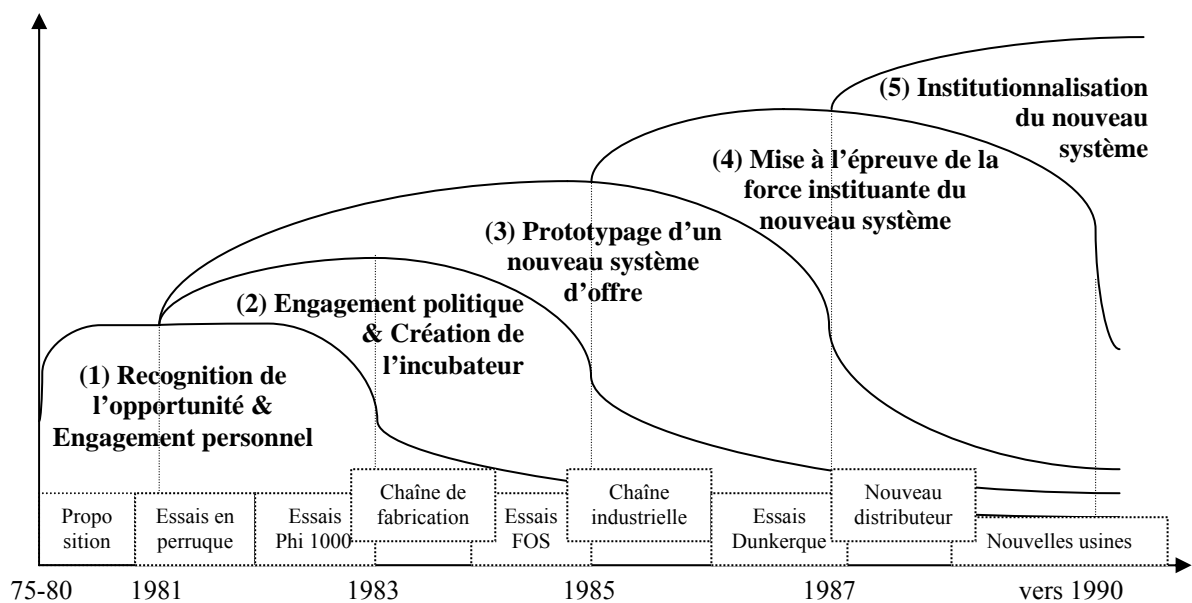 (5) Institutionnalisation
du nouveau
système
(4) Mise à l’épreuve de la
force instituante du
nouveau système
(3) Prototypage d’un
nouveau système
d’offre
(2) Engagement politique
& Création de
l’incubateur
(1) Recognition de
l’opportunité &
Engagement personnel
Propo
sition
Essais en
perruque
Essais
Phi 1000
Chaîne de
fabrication
Essais
FOS
Chaîne
industrielle
Essais
Dunkerque
Nouveau
distributeur
Nouvelles usines
75-80
1981
1983
1985
1987
vers 1990